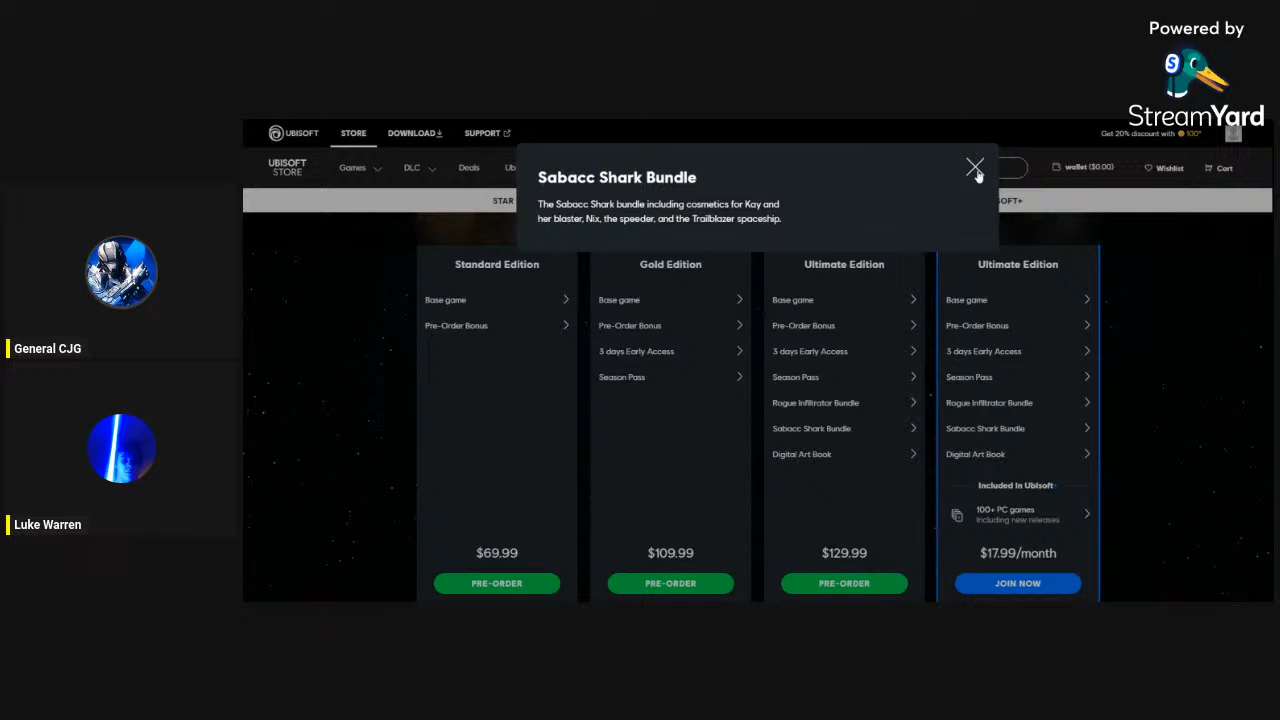 Powered by
StreamYard
UBISOFT
STORE
DOWNLOAD
SUPPORT
Get 20% discount with 100*
UBISOFT
STORE
Games
DLC
Deals
Ub
wallet ($0.00)
Wishlist
Cart
STAR
SOFT+
Sabacc Shark Bundle
The Sabacc Shark bundle including cosmetics for Kay and
her blaster, Nix, the speeder, and the Trailblazer spaceship.
Standard Edition
Base game
Pre-Order Bonus
$69.99
PRE-ORDER
Gold Edition
Base game
Pre-Order Bonus
3 days Early Access
Season Pass
$109.99
PRE-ORDER
Ultimate Edition
Base game
Pre-Order Bonus
3 days Early Access
Season Pass
Rogue Infiltrator Bundle
Sabacc Shark Bundle
Digital Art Book
$129.99
PRE-ORDER
Ultimate Edition
Base game
Pre-Order Bonus
3 days Early Access
Season Pass
Rogue Infiltrator Bundle
Sabacc Shark Bundle
Digital Art Book
Included in Ubisoft+
100+ PC games
Including new releases
$17.99/month
JOIN NOW
General CJG
Luke Warren